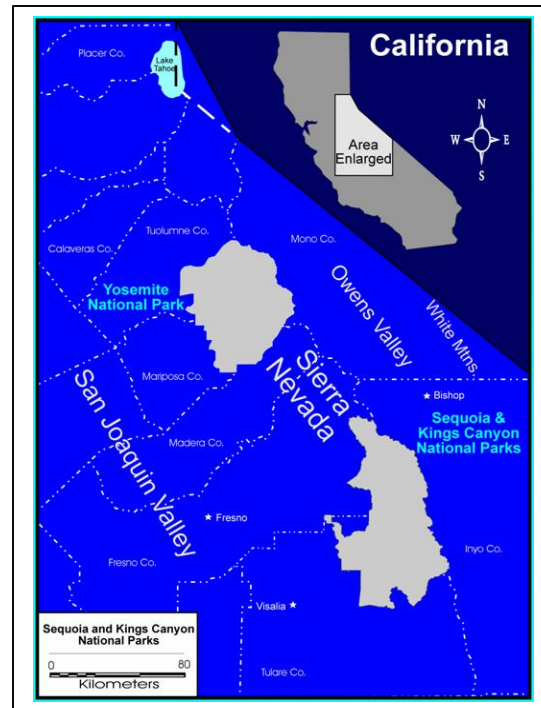 California
Placer Co.
Lake
Tahoe
N
W
E
S
Area
Enlarged
Tuolumne Co.
Mono Co.
Calaveras Co.
Yosemite
National Park
Owens Valley
White Mtns
Sierra
Nevada
Mariposa Co.
San Joaquin Valley
Bishop
Sequoia &
Kings Canyon
National Parks
Madera Co.
Fresno
Fresno Co.
Inyo Co.
Visalia
Tulare Co.
Sequoia and Kings Canyon
National Parks
0 80
Kilometers